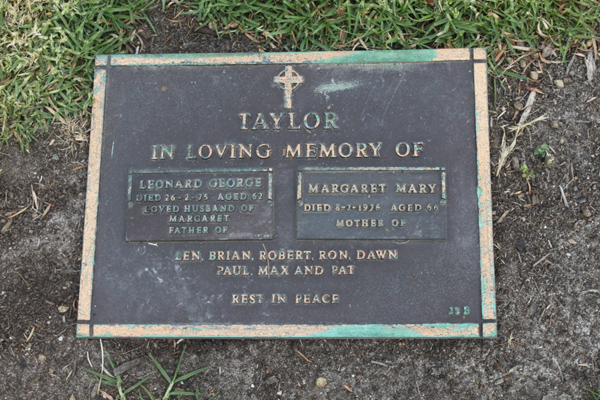 TAYLOR
IN LOVING MEMORY OF
LEONARD GEORGE
DIED 26-2-75 AGED 62
LOVED HUSBAND OF
MARGARET
FATHER OF
MARGARET MARY
DIED 8-7-1976 AGED 66
MOTHER OF
LEN, BRIAN, ROBERT, RON, DAWN
PAUL, MAX AND PAT
REST IN PEACE